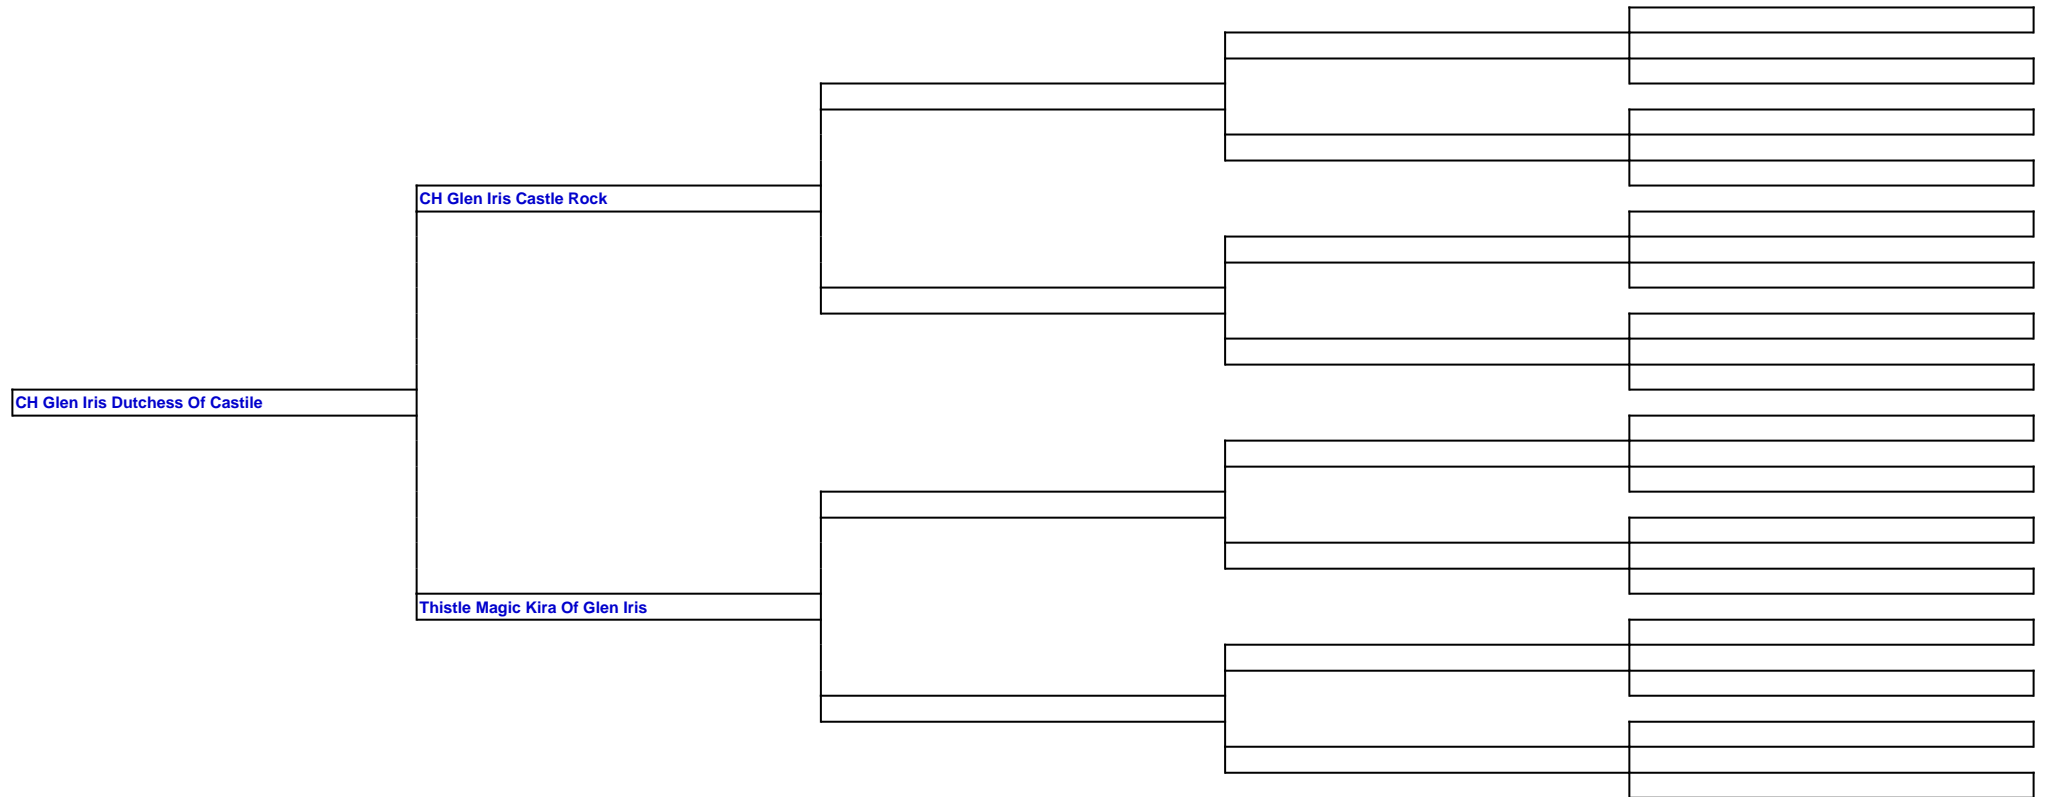 CH Glen Iris Castle Rock
CH Glen Iris Dutchess Of Castile
Thistle Magic Kira Of Glen Iris